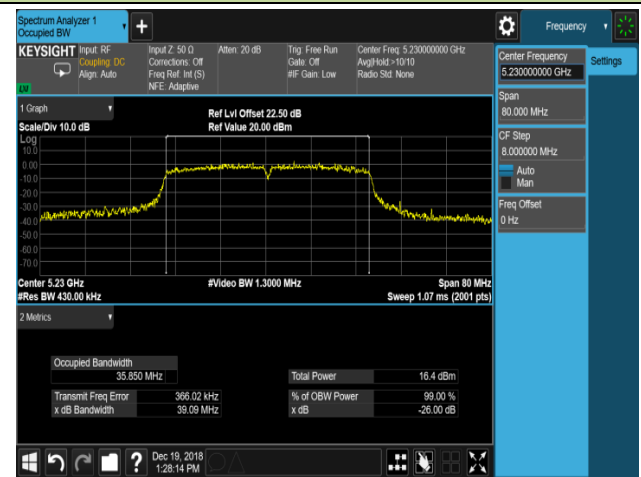 Spectrum Analyzer 1
Occupied BW
Frequency
KEYSIGHT
Input: RF
Coupling: DC
Align: Auto
Input Z: 50 Ω
Corrections: Off
Freq Ref: Int (S)
NFE: Adaptive
Atten: 20 dB
Trig: Free Run
Gate: Off
#IF Gain: Low
Center Freq: 5.230000000 GHz
Avg|Hold:>10/10
Radio Std: None
LXI
Center Frequency
5.230000000 GHz
Settings
Span
80.000 MHz
CF Step
8.000000 MHz
Auto
Man
Freq Offset
0 Hz
1 Graph
Ref Lvl Offset 22.50 dB
Scale/Div 10.0 dB
Ref Value 20.00 dBm
Log
10.0
0.00
-10.0
-20.0
-30.0
-40.0
-50.0
-60.0
-70.0
Center 5.23 GHz
#Video BW 1.3000 MHz
Span 80 MHz
#Res BW 430.00 kHz
Sweep 1.07 ms (2001 pts)
2 Metrics
Occupied Bandwidth
35.850 MHz
Total Power 16.4 dBm
Transmit Freq Error 366.02 kHz
% of OBW Power 99.00 %
x dB Bandwidth 39.09 MHz
x dB -26.00 dB
?
Dec 19, 2018
1:28:14 PM